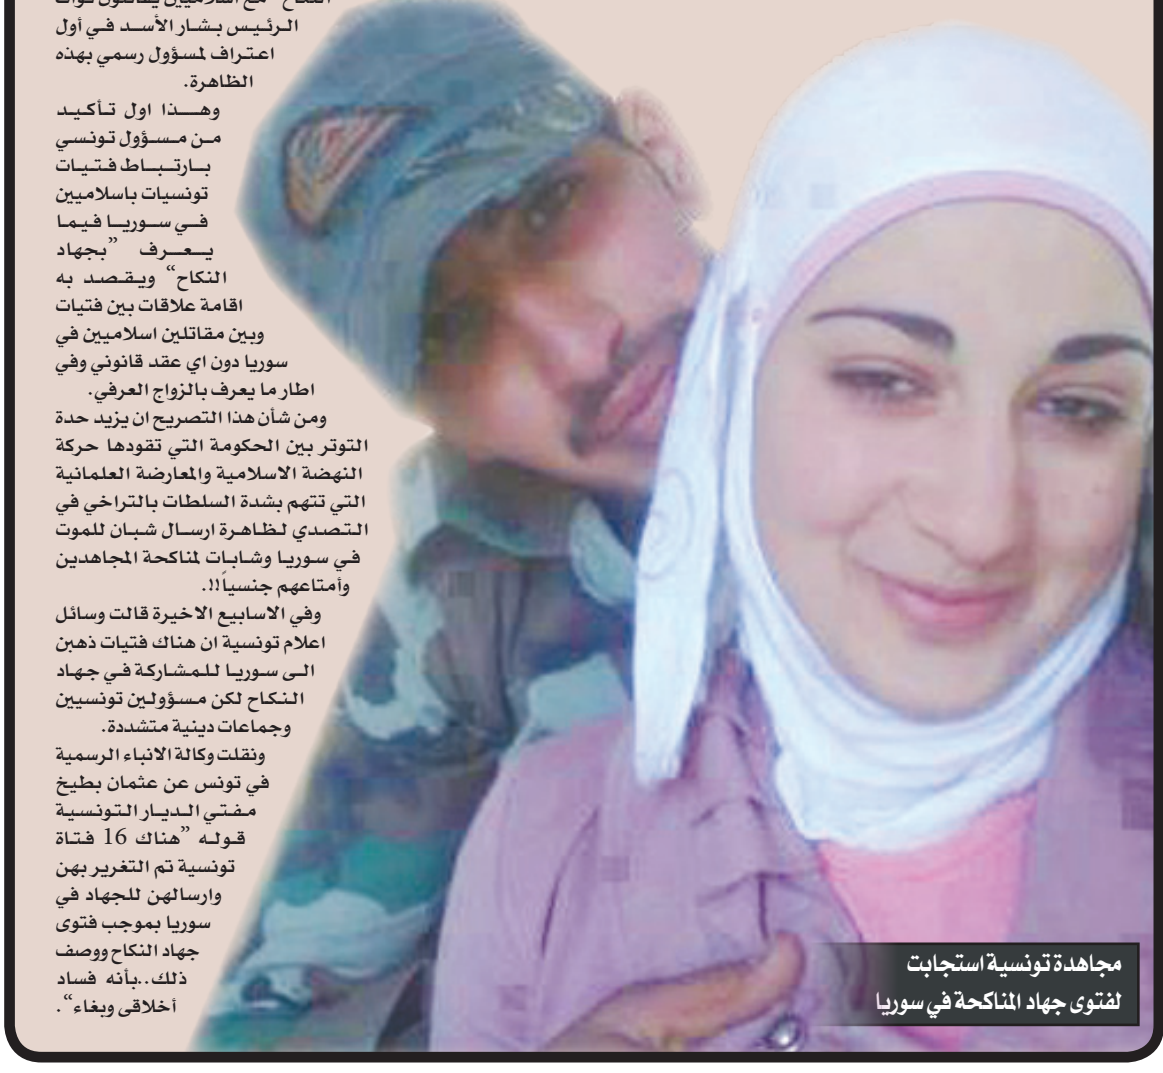 الرئيس بشار الأسد في أول
اعتراف لمسؤول رسمي بهذه
الظاهرة.
وهذا اول تأكيد
من مسؤول تونسي
بارتباط فتيات
تونسيات باسلاميين
في سوريا فيما
يعرف ”بجهاد
النكاح“ ويقصد به
اقامة علاقات بين فتيات
وبين مقاتلين اسلاميين في
سوريا دون اي عقد قانوني وفي
اطار ما يعرف بالزواج العرفي.
ومن شأن هذا التصريح ان يزيد حدة
التوتر بين الحكومة التي تقودها حركة
النهضة الاسلامية والمعارضة العلمانية
التي تتهم بشدة السلطات بالتراخي في
التصدي لظاهرة ارسال شبان للموت
في سوريا وشابات لمناكحة المجاهدين
وأمتاعهم جنسياً!!.
وفي الاسابيع الاخيرة قالت وسائل
اعلام تونسية ان هناك فتيات ذهبن
الى سوريا للمشاركة في جهاد
النكاح لكن مسؤولين تونسيين
وجماعات دينية متشددة.
ونقلت وكالة الانباء الرسمية
في تونس عن عثمان بطيخ
مفتي الديار التونسية
قوله ”هناك 16 فتاة
تونسية تم التغرير بهن
وارسالهن للجهاد في
سوريا بموجب فتوى
جهاد النكاح ووصف
ذلك..بأنه فساد
أخلاقى وبغاء“.
مجاهدة تونسية استجابت
لفتوى جهاد المناكحة في سوريا